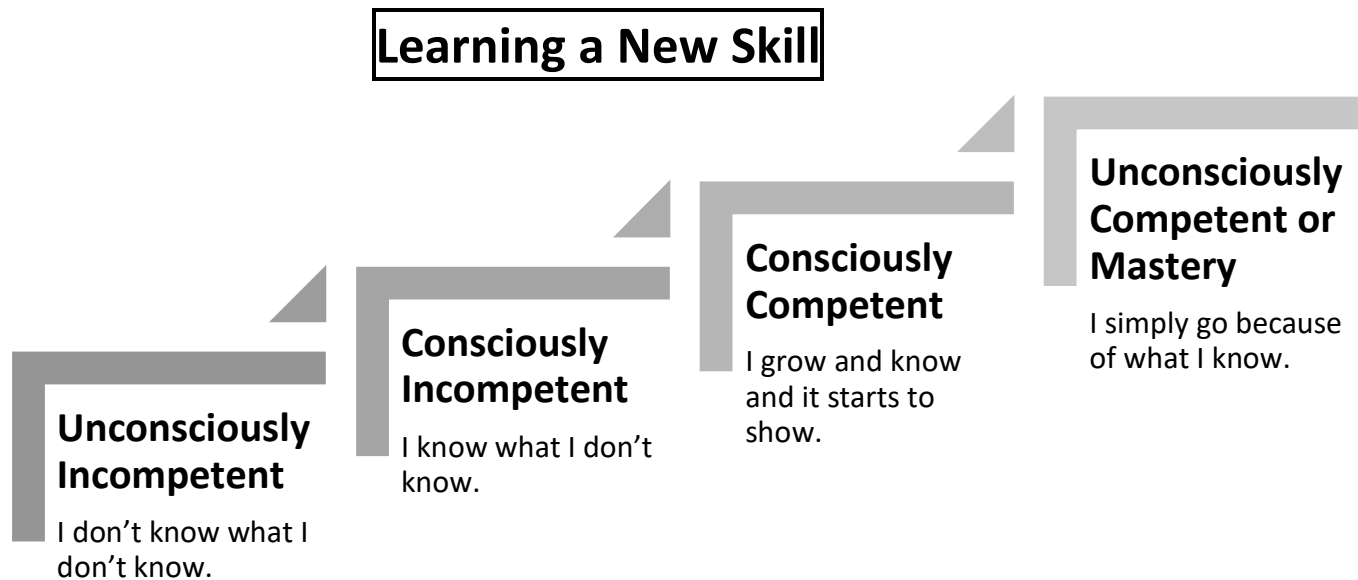 Learning a New Skill
Unconsciously
Incompetent
I don’t know what I
don’t know.
Consciously
Incompetent
I know what I don’t
know.
Consciously
Competent
I grow and know
and it starts to
show.
Unconsciously
Competent or
Mastery
I simply go because
of what I know.